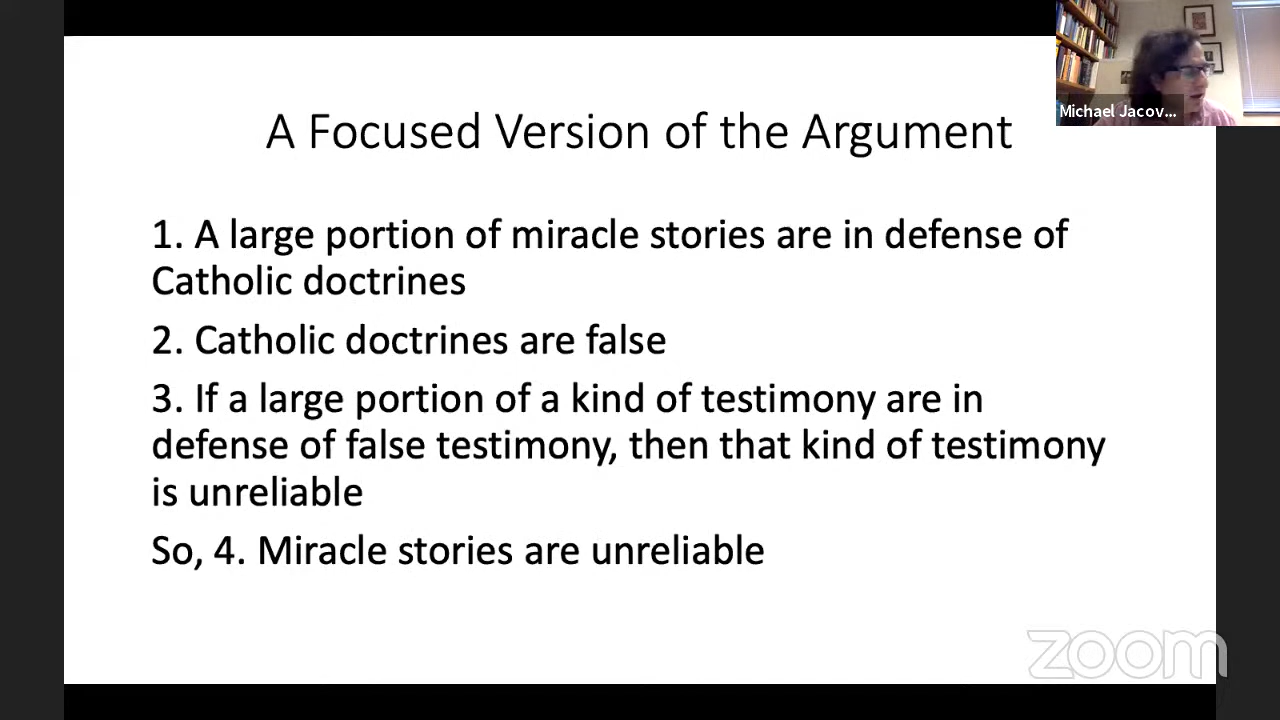 Michael Jacov...
A Focused Version of the Argument
1. A large portion of miracle stories are in defense of
Catholic doctrines
2. Catholic doctrines are false
3. If a large portion of a kind of testimony are in
defense of false testimony, then that kind of testimony
is unreliable
So, 4. Miracle stories are unreliable
zoom